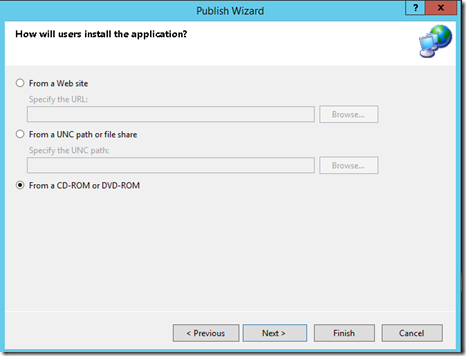 Publish Wizard
? x
How will users install the application?
From a Web site
Specify the URL:
Browse...
From a UNC path or file share
Specify the UNC path:
Browse...
From a CD-ROM or DVD-ROM
< Previous Next > Finish Cancel